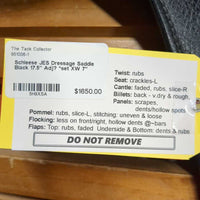 The Tack Collector
901036-1
Schleese JES Dressage Saddle
Black 17.5" Adj? *set XW 7"
$1650.00
Twist: rubs
Seat: crackles-L
Cantle: faded, rubs, slice-R
Billets: back - v.dry & rough,
Panels: scrapes,
dents/hollow spots
Pommel: rubs, slice-L, stitching: uneven & loose
Flocking: less on front/right, hollow dents @-bars
Flaps: Top: rubs, faded. Underside & Bottom: dents & rubs
DO NOT REMOVE